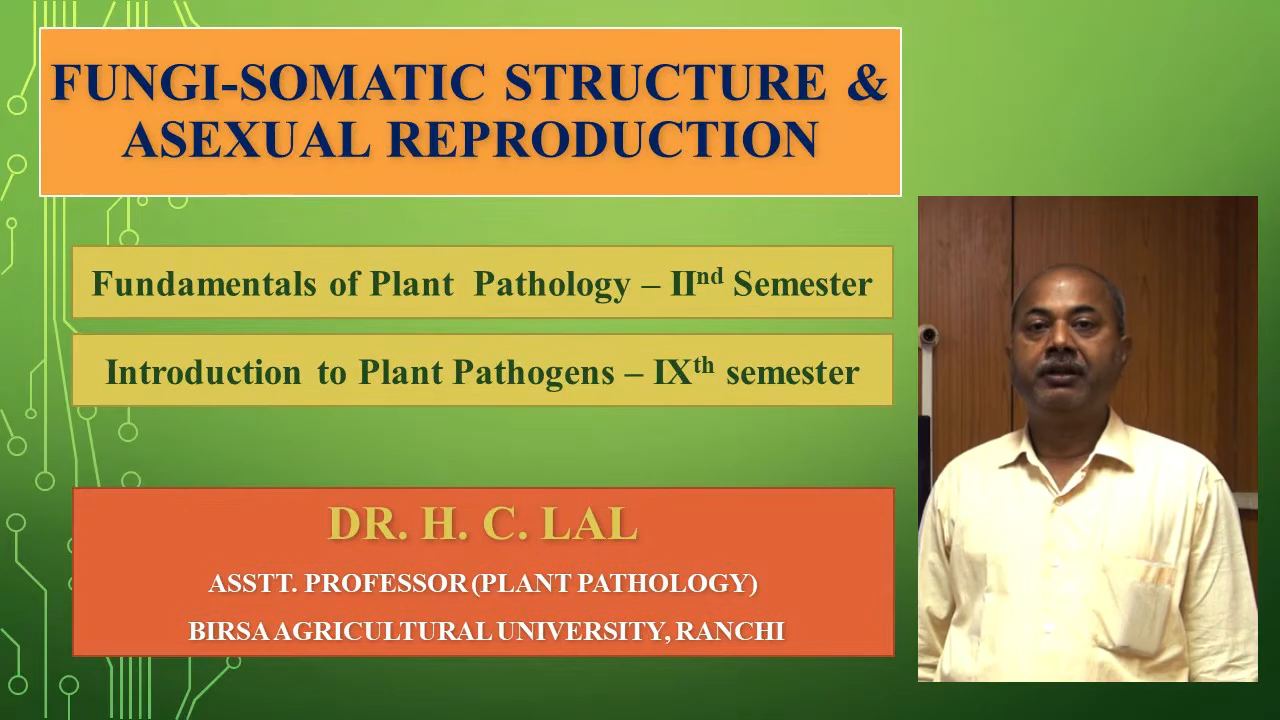 FUNGI-SOMATIC STRUCTURE &
ASEXUAL REPRODUCTION
Fundamentals of Plant Pathology – IInd Semester
Introduction to Plant Pathogens – IXth semester
DR. H. C. LAL
ASSTT. PROFESSOR (PLANT PATHOLOGY)
BIRSA AGRICULTURAL UNIVERSITY, RANCHI